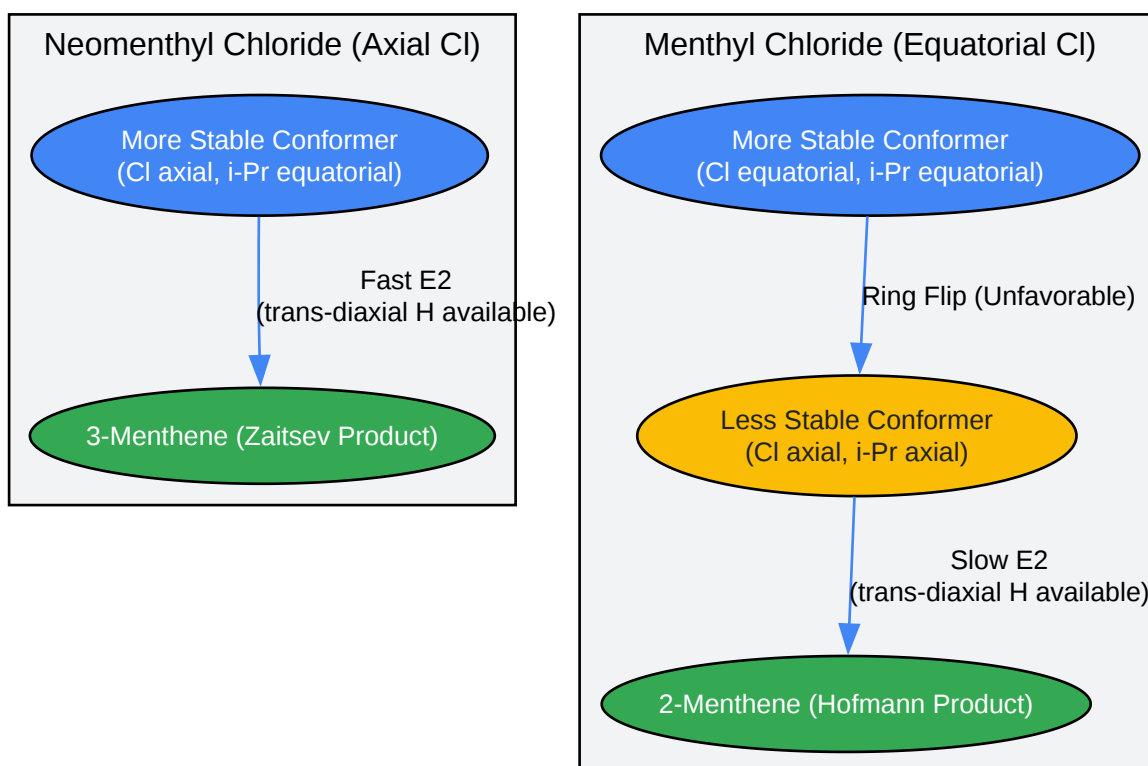 Neomenthyl Chloride (Axial Cl)
More Stable Conformer
(Cl axial, i-Pr equatorial)
Fast E2
(trans-diaxial H available)
3-Menthene (Zaitsev Product)
Menthyl Chloride (Equatorial Cl)
More Stable Conformer
(Cl equatorial, i-Pr equatorial)
Ring Flip (Unfavorable)
Less Stable Conformer
(Cl axial, i-Pr axial)
Slow E2
(trans-diaxial H available)
2-Menthene (Hofmann Product)